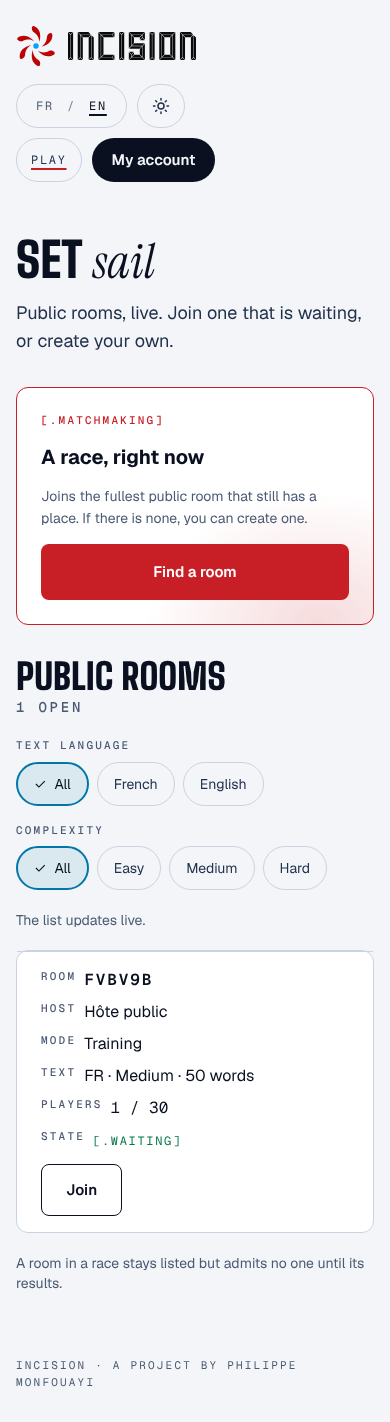 INCISION
FR / EN
PLAY
My account
SET sail
Public rooms, live. Join one that is waiting,
or create your own.
[.MATCHMAKING]
A race, right now
Joins the fullest public room that still has a
place. If there is none, you can create one.
Find a room
PUBLIC ROOMS
1 OPEN
TEXT LANGUAGE
✓ All French English
COMPLEXITY
✓ All Easy Medium Hard
The list updates live.
ROOM FVBV9B
HOST Hôte public
MODE Training
TEXT FR · Medium · 50 words
PLAYERS 1 / 30
STATE [.WAITING]
Join
A room in a race stays listed but admits no one until its
results.
INCISION · A PROJECT BY PHILIPPE
MONFOUAYI